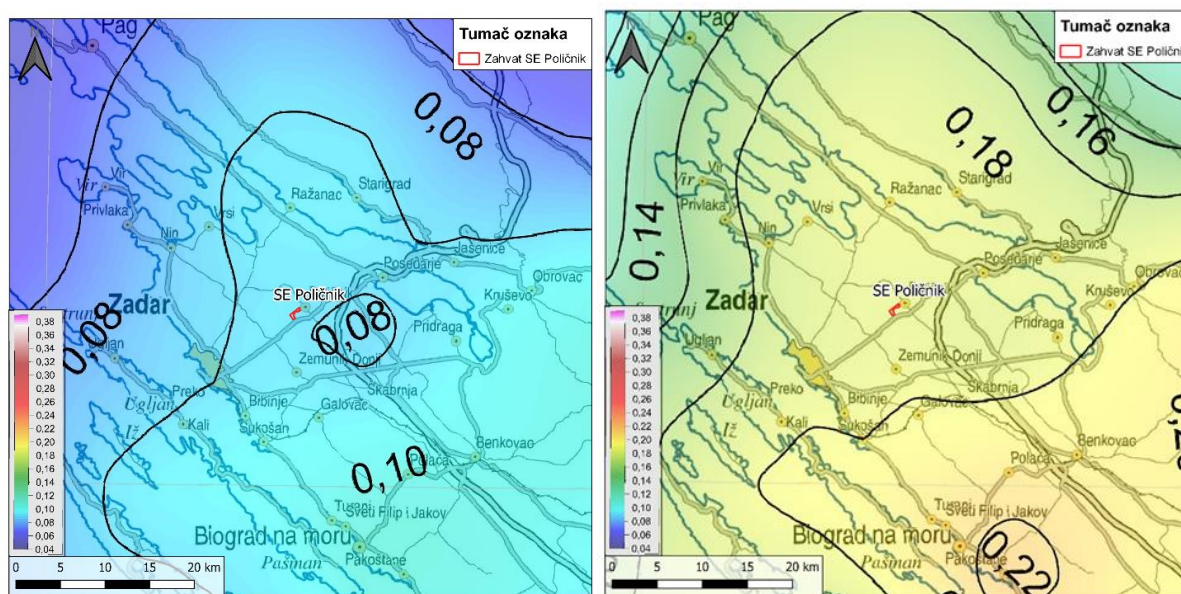 Pag
Tumač oznaka
Zahvat SE Poličnik
0,08
Vir
Vir
Ražanac
Starigrad
Privlaka
Vrsi
Nin
Jasenice
Posedarje
Obrovac
SE Poličnik
Kruševo
Zadar
0,08
Pridraga
0,08
Ugljan
Zemunik Donji
Škabrnja
Preko
Bibinje
Ugljan
Galovac
Kali
Sukošan
Iž
Benkovac
Polača
0,10
Turanj
Sveti Filip i Jakov
Biograd na moru
Pakoštane
Pašman
0,38
0,36
0,34
0,32
0,30
0,28
0,26
0,24
0,22
0,20
0,18
0,16
0,14
0,12
0,10
0,08
0,06
0,04
0 5 10 15 20 km
Pag
Tumač oznaka
Zahvat SE Poličnik
0,16
0,18
Vir
Vir
Ražanac
Starigrad
Privlaka
Vrsi
Nin
0,14
Jasenice
Posedarje
Obrovac
SE Poličnik
Kruševo
Zadar
Pridraga
Ugljan
Zemunik Donji
Škabrnja
Preko
Bibinje
Ugljan
Galovac
Kali
Sukošan
Iž
Benkovac
Polača
Turanj
Sveti Filip i Jakov
Biograd na moru
Pakoštane
0,22
Pašman
0,38
0,36
0,34
0,32
0,30
0,28
0,26
0,24
0,22
0,20
0,18
0,16
0,14
0,12
0,10
0,08
0,06
0,04
0 5 10 15 20 km